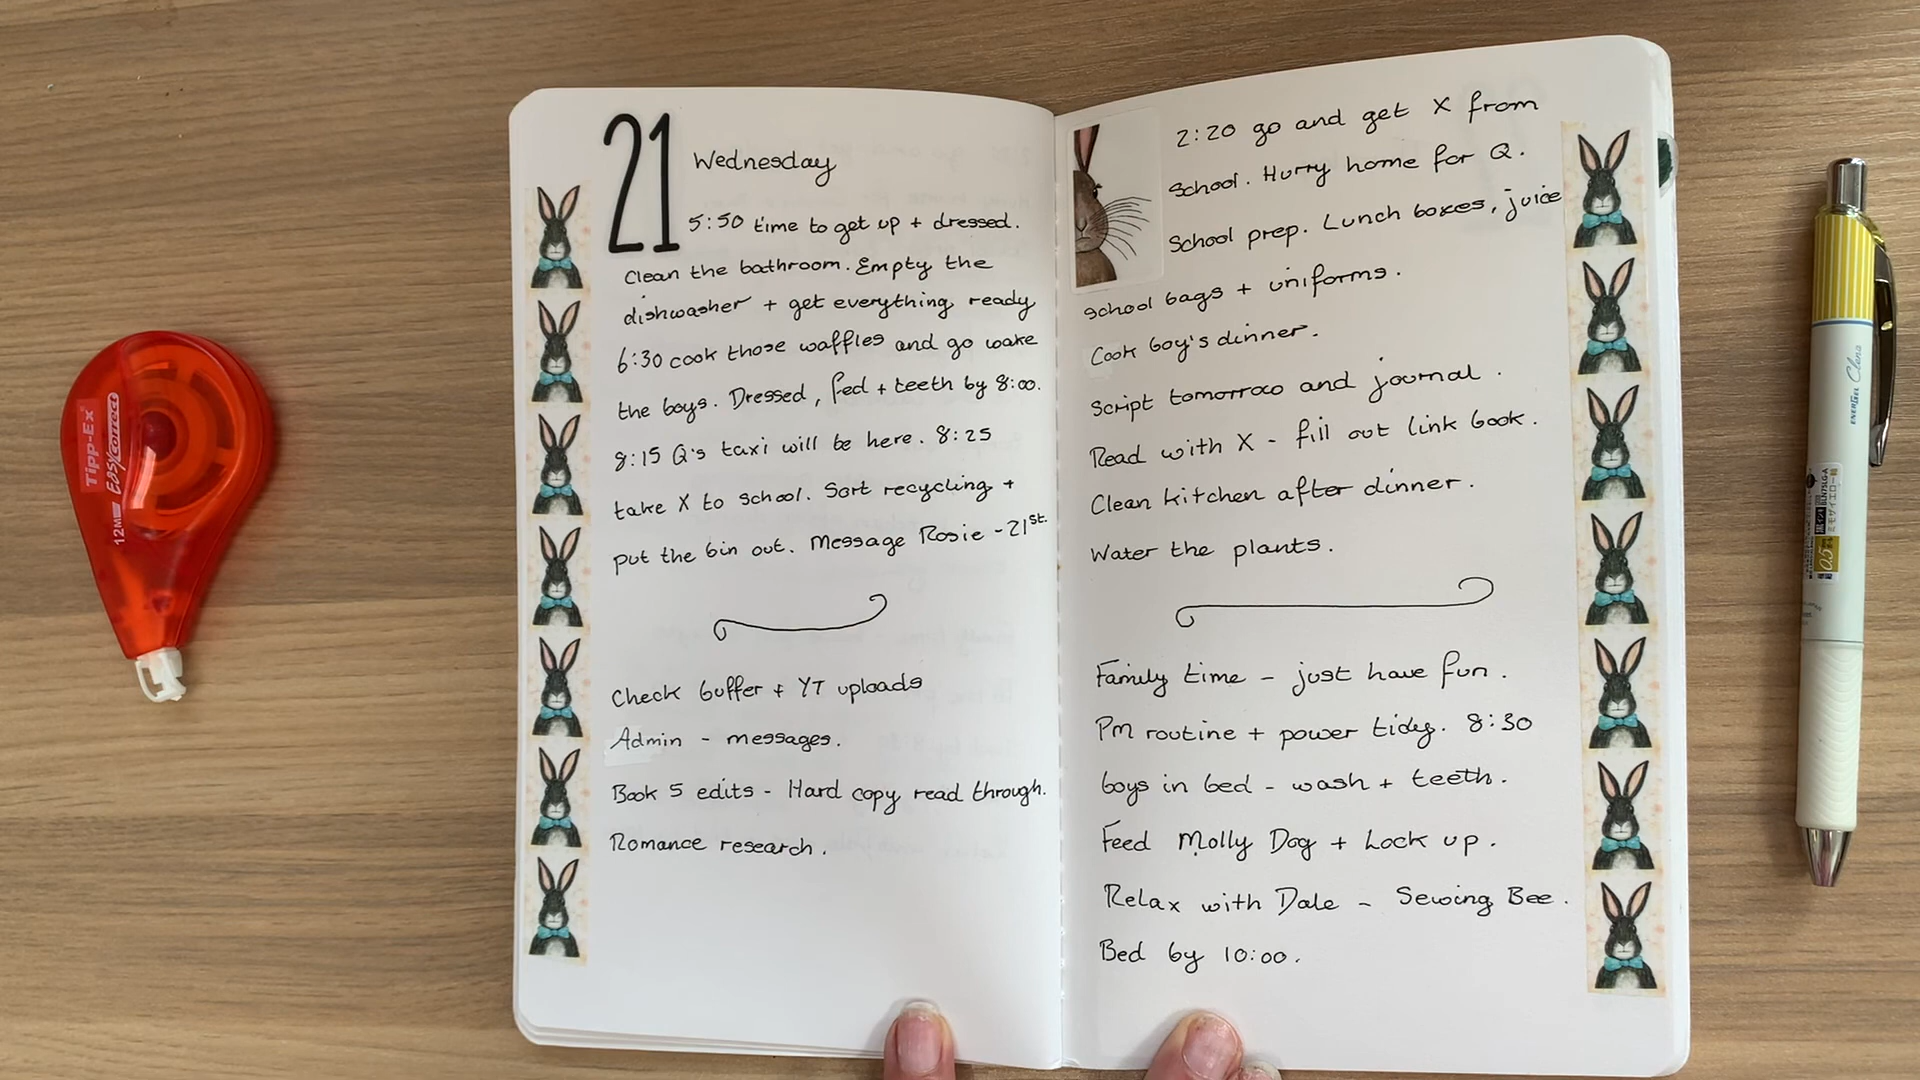 21
Wednesday
5:50 time to get up + dressed.
Clean the bathroom. Empty the
dishwasher + get everything ready
6:30 cook those waffles and go wake
the boys. Dressed, fed + teeth by 8:00.
8:15 Q's taxi will be here. 8:25
take X to school. Sort recycling +
put the bin out. Message Rosie - 21st.
Check buffer + YT uploads
Admin - messages.
Book 5 edits - Hard copy read through.
Romance research.
2:20 go and get X from
school. Hurry home for Q.
School prep. Lunch boxes, juice
school bags + uniforms.
Cook boy's dinner.
Script tomorrow and journal.
Read with X - fill out link book.
Clean kitchen after dinner.
Water the plants.
Family time - just have fun.
Pm routine + power tidy. 8:30
boys in bed - wash + teeth.
Feed Molly Dog + Lock up.
Relax with Dale - Sewing Bee.
Bed by 10:00.
Tipp-Ex
Easy correct
12M
ENERGEL Clena
0.5